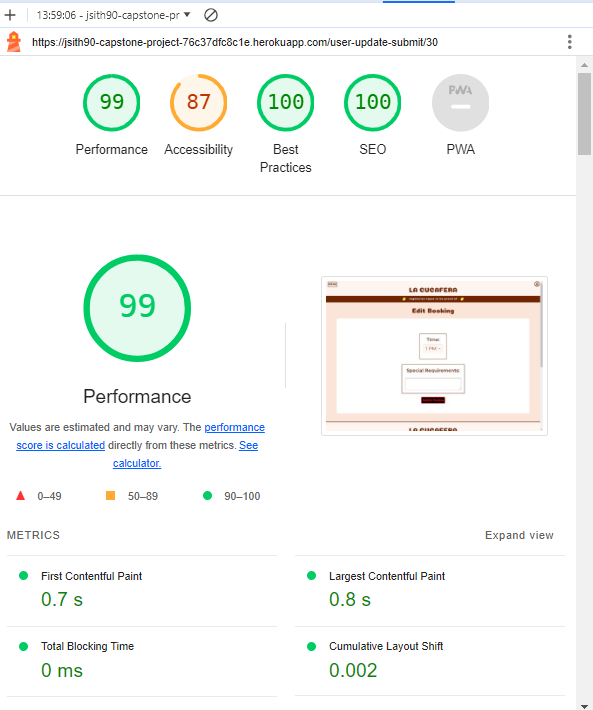 13:59:06 - jsith90-capstone-pr
https://jsith90-capstone-project-76c37dfc8c1e.herokuapp.com/user-update-submit/30
99 87 100 100 PWA
Performance Accessibility Best Practices SEO PWA
99
LA CUCAFERA
Edit Booking
Time:
1 PM
Special Requirements:
LA CUCAFERA
Performance
Values are estimated and may vary. The performance
score is calculated directly from these metrics. See
calculator.
0–49 50–89 90–100
METRICS Expand view
First Contentful Paint Largest Contentful Paint
0.7 s 0.8 s
Total Blocking Time Cumulative Layout Shift
0 ms 0.002